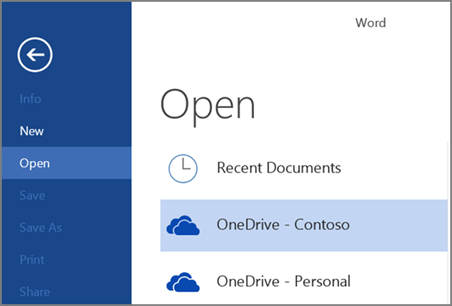 Word
Info
New
Open
Save
Save As
Print
Share
Open
Recent Documents
OneDrive - Contoso
OneDrive - Personal